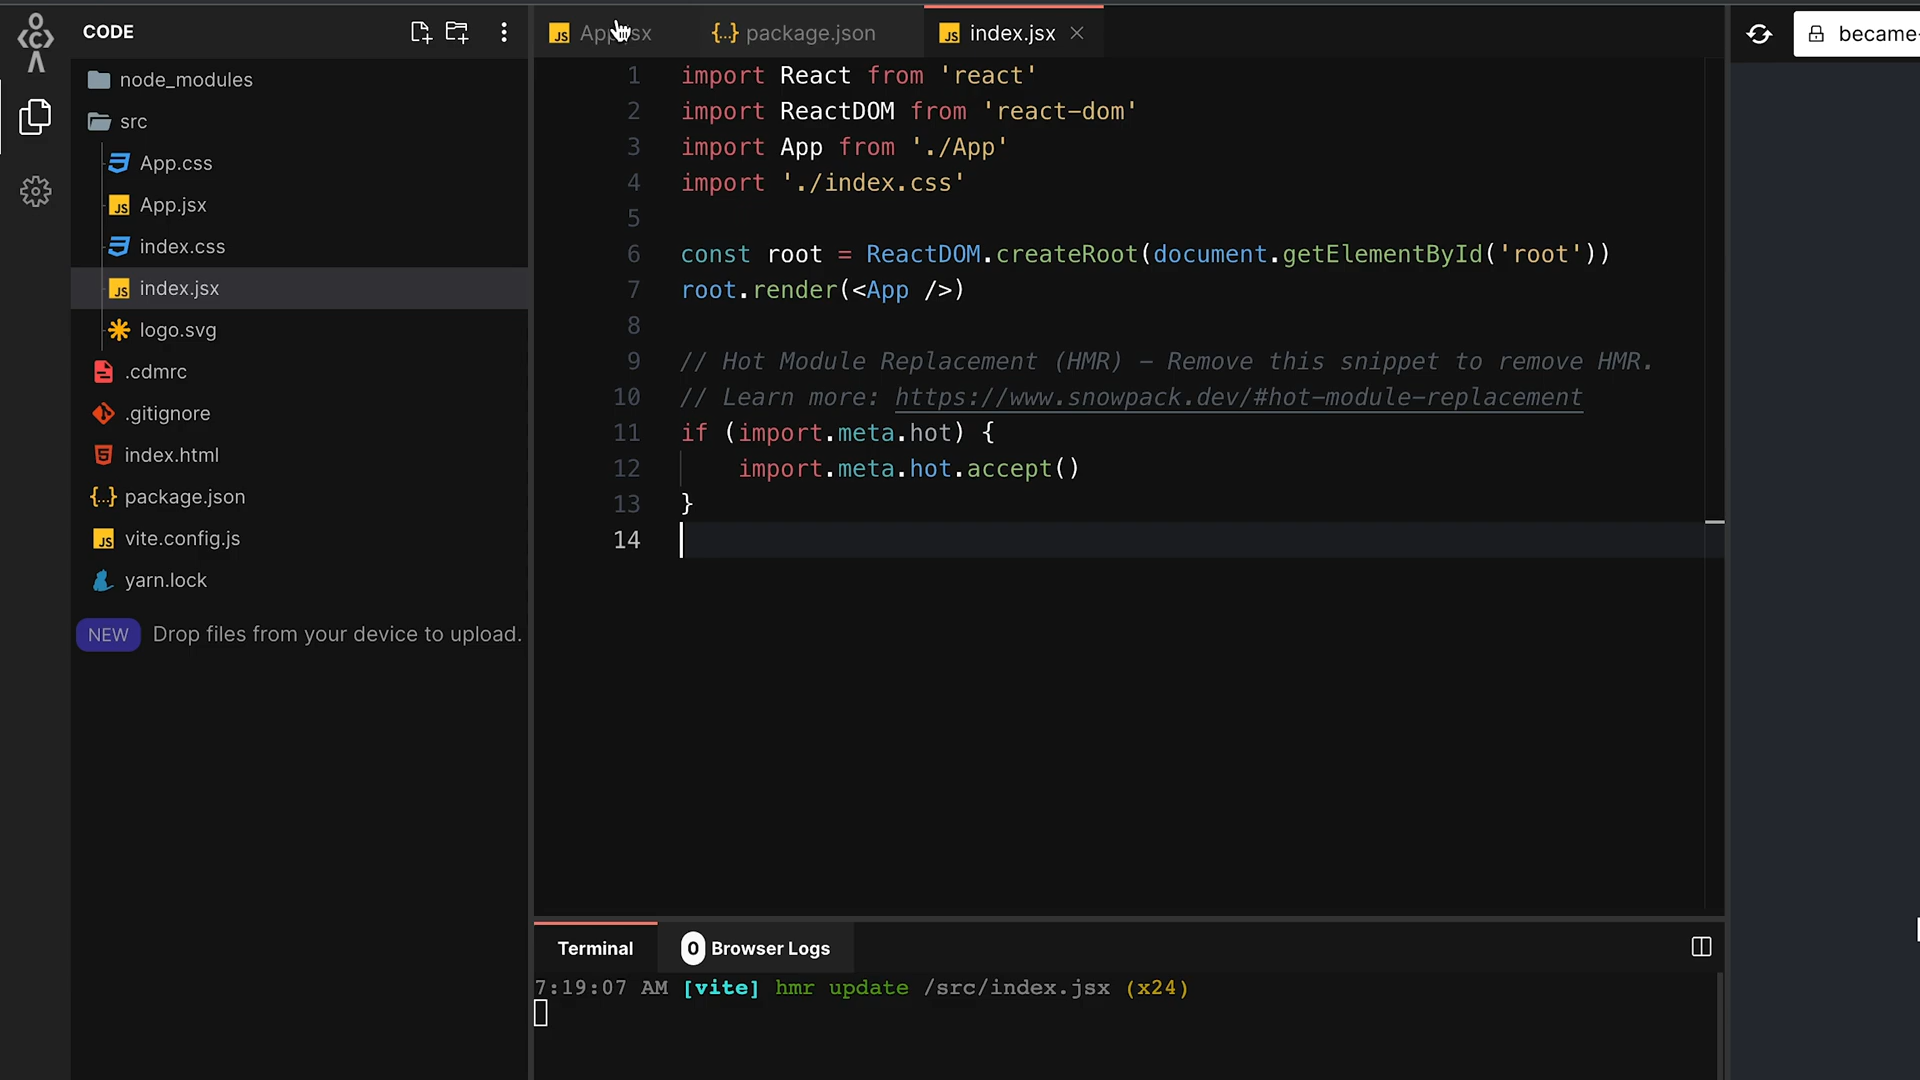 CODE
node_modules
src
App.css
App.jsx
index.css
index.jsx
logo.svg
.cdmrc
.gitignore
index.html
package.json
vite.config.js
yarn.lock
NEW Drop files from your device to upload.
{..} package.json
index.jsx
became-
1 import React from 'react'
2 import ReactDOM from 'react-dom'
3 import App from './App'
4 import './index.css'
5
6 const root = ReactDOM.createRoot(document.getElementById('root'))
7 root.render(<App />)
8
9 // Hot Module Replacement (HMR) - Remove this snippet to remove HMR.
10 // Learn more: https://www.snowpack.dev/#hot-module-replacement
11 if (import.meta.hot) {
12     import.meta.hot.accept()
13 }
14
Terminal
0 Browser Logs
7:19:07 AM [vite] hmr update /src/index.jsx (x24)